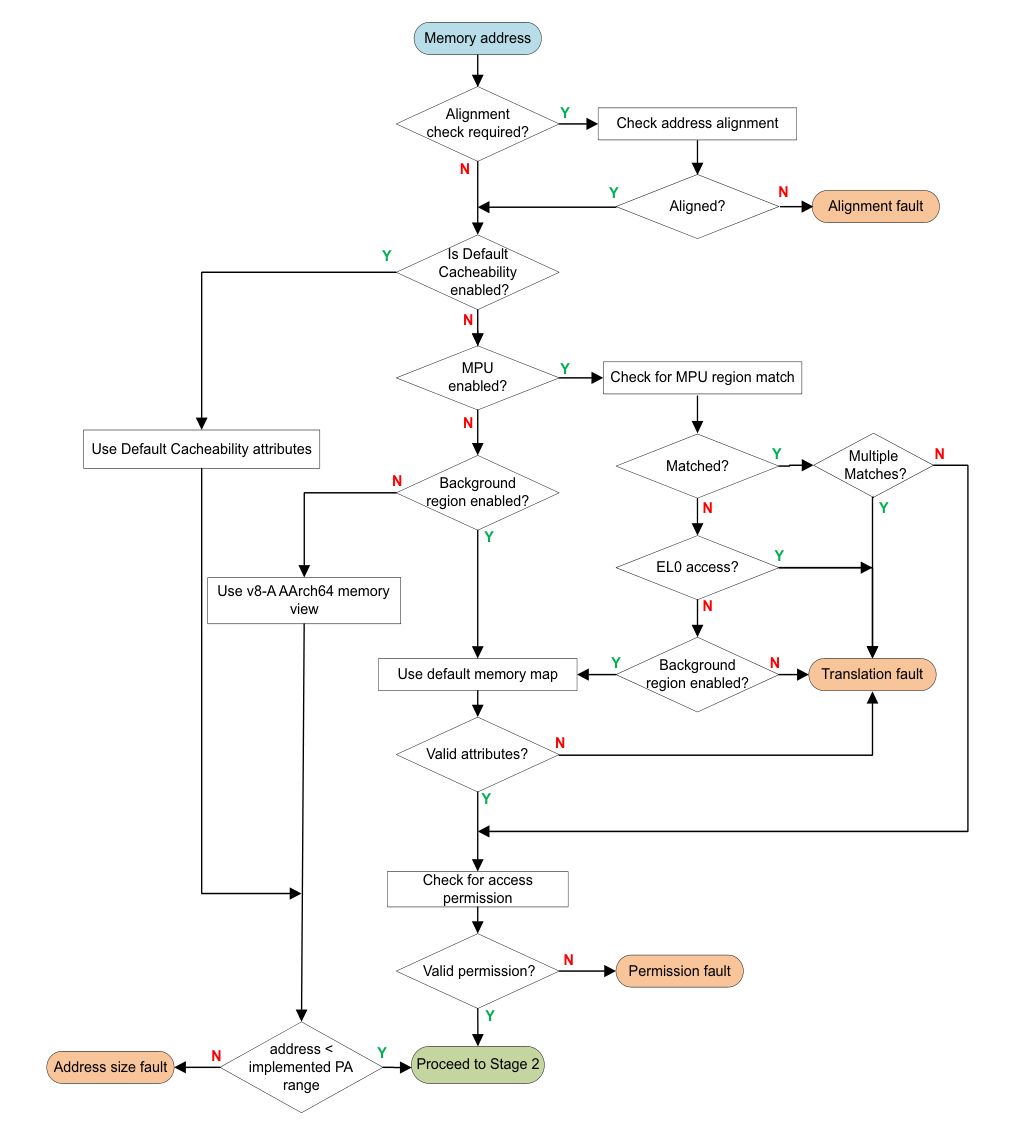 Memory address
Alignment
check required?
Y
Check address alignment
N
Y
Aligned?
N
Alignment fault
Y
Is Default
Cacheability
enabled?
N
MPU
enabled?
Y
Check for MPU region match
N
Use Default Cacheability attributes
N
Background
region enabled?
Y
Matched?
Y
Multiple
Matches?
N
Y
N
EL0 access?
Y
N
Use v8-A AArch64 memory
view
Use default memory map
Y
Background
region enabled?
N
Translation fault
Valid attributes?
N
Y
Check for access
permission
Valid permission?
N
Permission fault
Y
Address size fault
N
address <
implemented PA
range
Y
Proceed to Stage 2